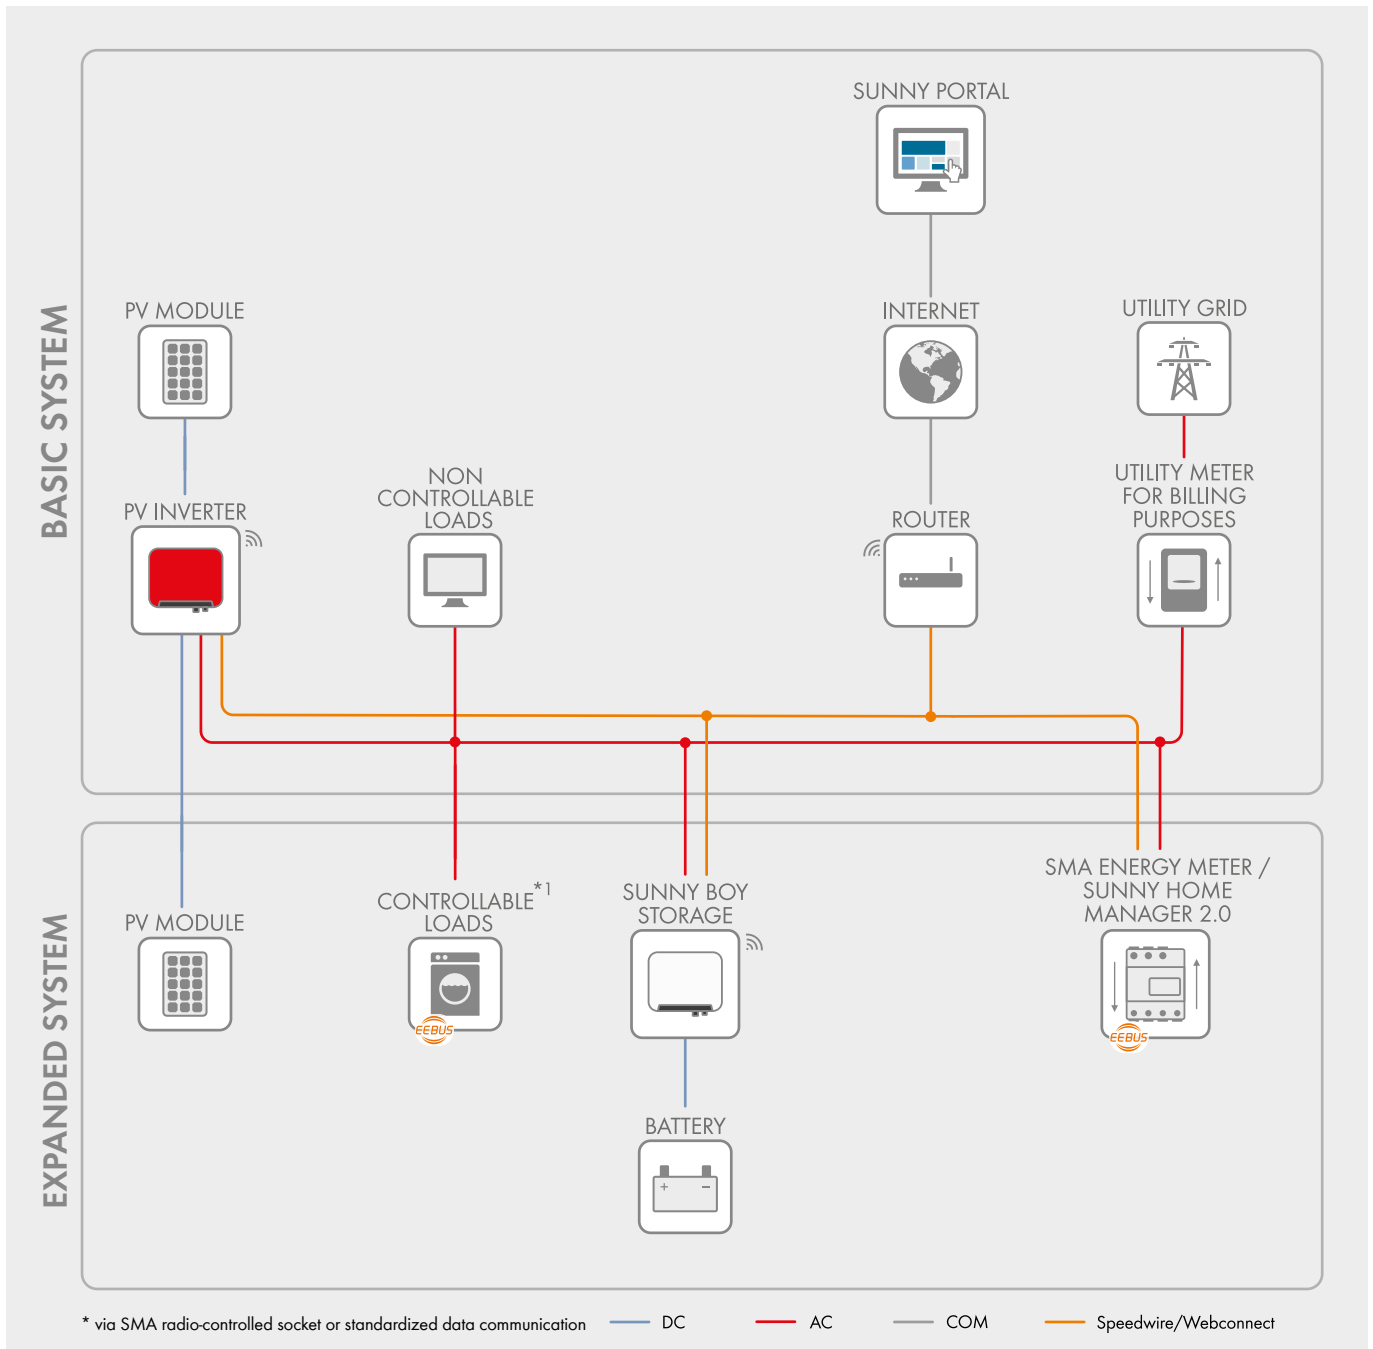 BASIC SYSTEM
SUNNY PORTAL
PV MODULE
INTERNET
UTILITY GRID
NON
CONTROLLABLE
LOADS
UTILITY METER
FOR BILLING
PURPOSES
PV INVERTER
ROUTER
EXPANDED SYSTEM
PV MODULE
CONTROLLABLE*1
LOADS
EEBUS
SUNNY BOY
STORAGE
SMA ENERGY METER /
SUNNY HOME
MANAGER 2.0
EEBUS
BATTERY
+ –
* via SMA radio-controlled socket or standardized data communication
DC
AC
COM
Speedwire/Webconnect